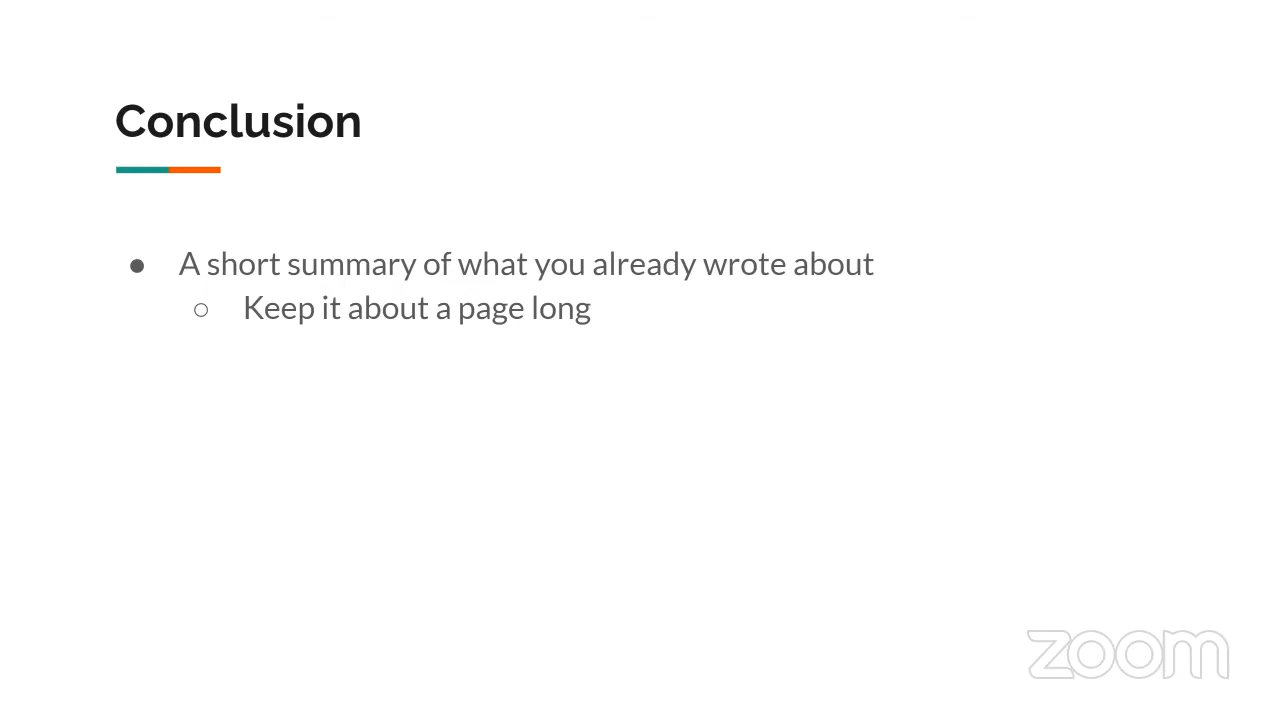 Conclusion
● A short summary of what you already wrote about
○ Keep it about a page long
zoom